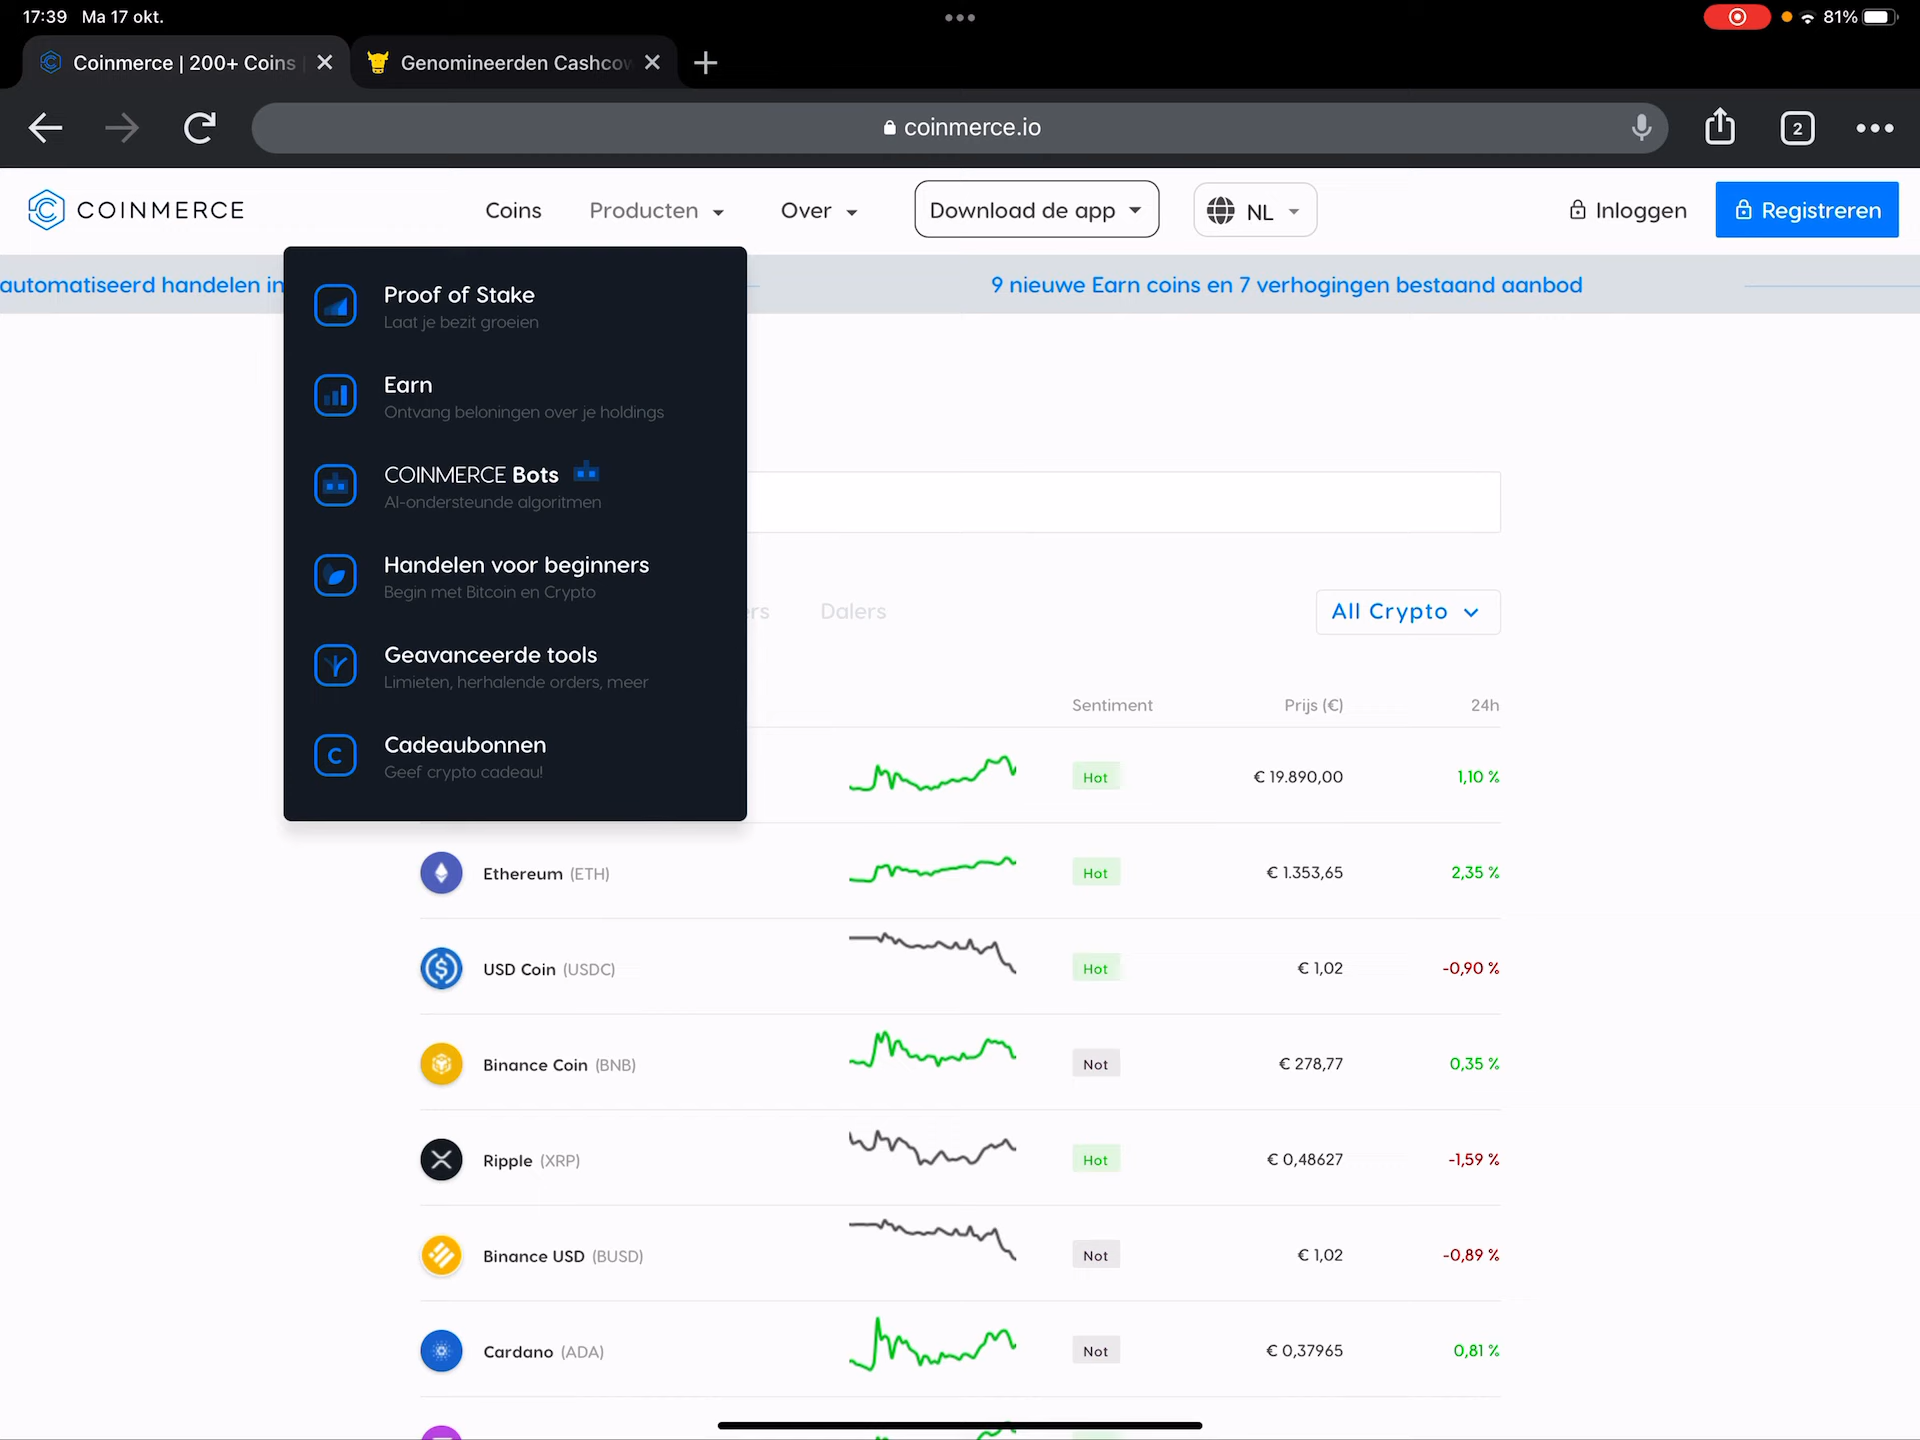 17:39 Ma 17 okt.
81%
Coinmerce | 200+ Coins
Genomineerden Cashcow
coinmerce.io
2
COINMERCE
Coins
Producten
Over
Download de app
NL
Inloggen
Registreren
automatiseerd handelen in
9 nieuwe Earn coins en 7 verhogingen bestaand aanbod
Proof of Stake
Laat je bezit groeien
Earn
Ontvang beloningen over je holdings
COINMERCE Bots
AI-ondersteunde algoritmen
Handelen voor beginners
Begin met Bitcoin en Crypto
Geavanceerde tools
Limieten, herhalende orders, meer
Cadeaubonnen
Geef crypto cadeau!
rs Dalers
All Crypto
Sentiment Prijs (€) 24h
Hot € 19.890,00 1,10 %
Ethereum (ETH) Hot € 1.353,65 2,35 %
USD Coin (USDC) Hot € 1,02 -0,90 %
Binance Coin (BNB) Not € 278,77 0,35 %
Ripple (XRP) Hot € 0,48627 -1,59 %
Binance USD (BUSD) Not € 1,02 -0,89 %
Cardano (ADA) Not € 0,37965 0,81 %